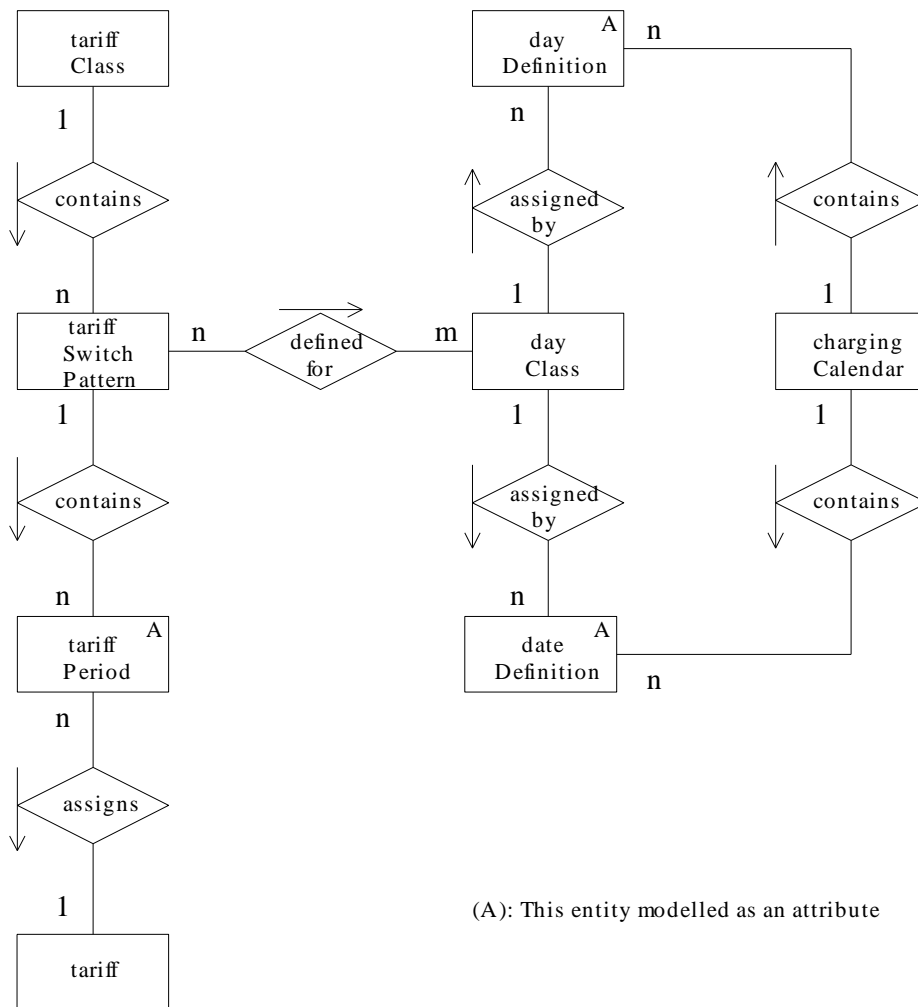 tariff
Class
A
day
Definition
n
1
n
contains
assigned
by
contains
n
1
1
tariff
Switch
Pattern
n
defined
for
m
day
Class
charging
Calendar
1
1
1
contains
assigned
by
contains
n
n
A
tariff
Period
A
date
Definition
n
n
assigns
1
(A): This entity modelled as an attribute
tariff